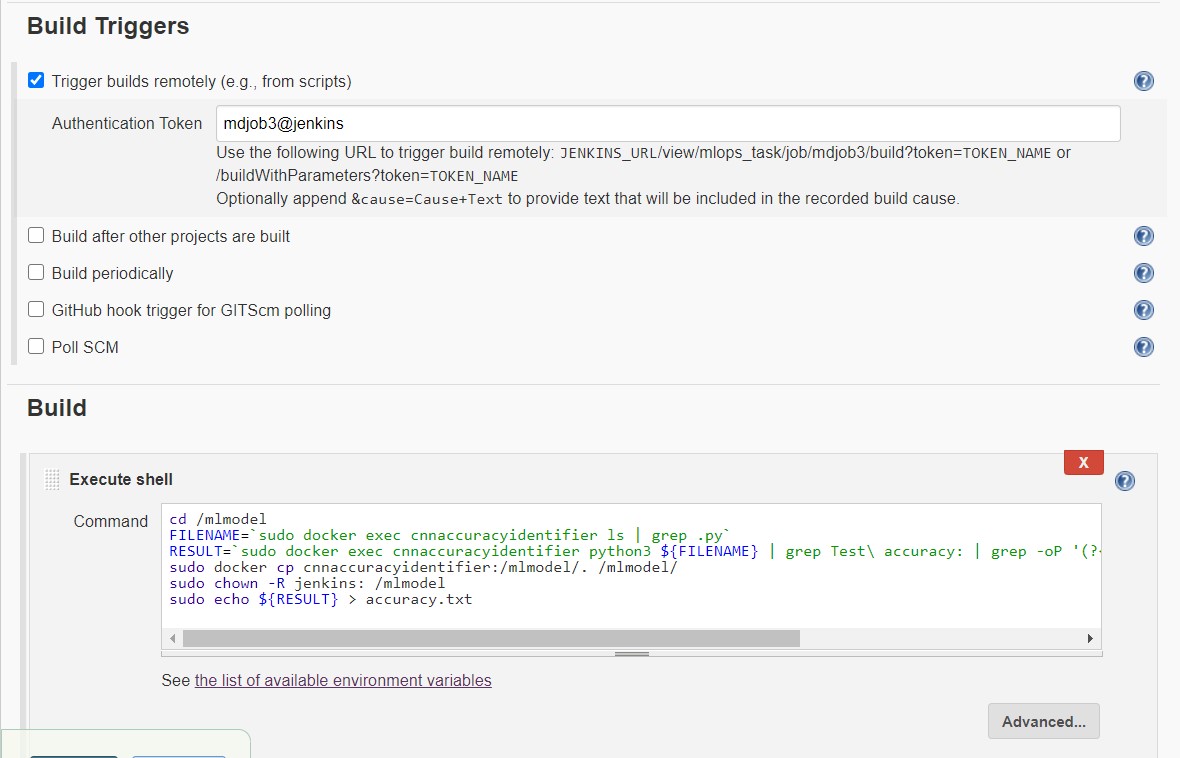 Build Triggers
Trigger builds remotely (e.g., from scripts)
Authentication Token mdjob3@jenkins
Use the following URL to trigger build remotely: JENKINS_URL/view/mlops_task/job/mdjob3/build?token=TOKEN_NAME or
/buildWithParameters?token=TOKEN_NAME
Optionally append &cause=Cause+Text to provide text that will be included in the recorded build cause.
Build after other projects are built
Build periodically
GitHub hook trigger for GITScm polling
Poll SCM
Build
X
Execute shell
Command
cd /mlmodel
FILENAME=`sudo docker exec cnnaccuracyidentifier ls | grep .py`
RESULT=`sudo docker exec cnnaccuracyidentifier python3 ${FILENAME} | grep Test\ accuracy: | grep -oP '(?
sudo docker cp cnnaccuracyidentifier:/mlmodel/. /mlmodel/
sudo chown -R jenkins: /mlmodel
sudo echo ${RESULT} > accuracy.txt
See the list of available environment variables
Advanced...